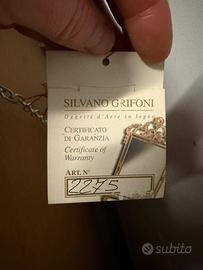 SILVANO GRIFONI
Oggetti d'Arte in legno
CERTIFICATO
DI GARANZIA
Certificate of
Warranty
ART. N°
2275
subito